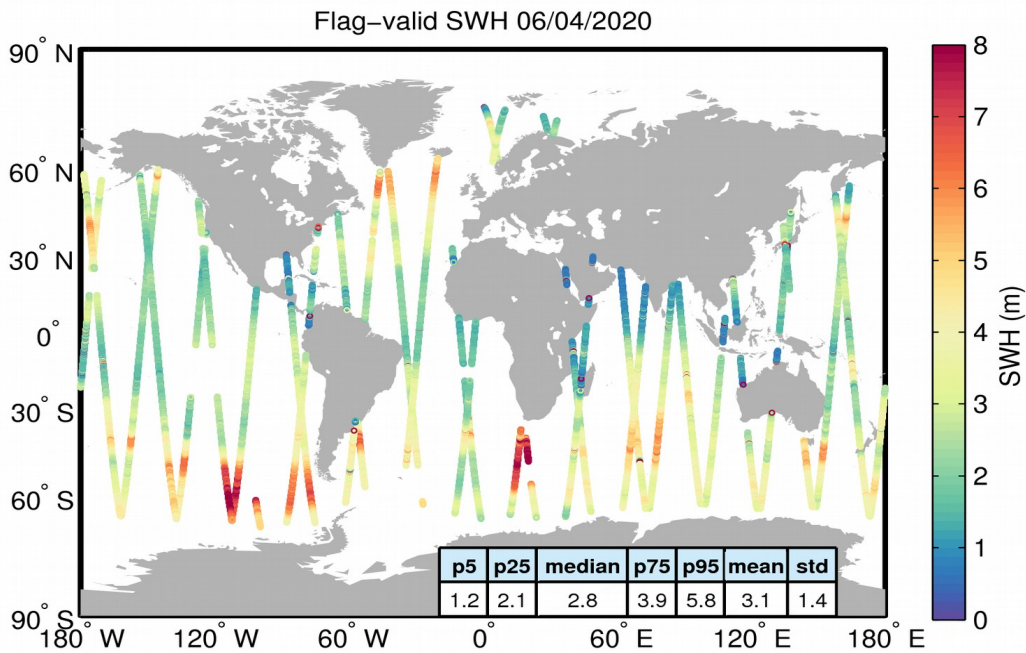 Flag−valid SWH 06/04/2020
90° N
60° N
30° N
0°
30° S
60° S
90° S
180° W
120° W
60° W
0°
60° E
120° E
180° E
p5 p25 median p75 p95 mean std
1.2 2.1 2.8 3.9 5.8 3.1 1.4
8
7
6
5
4
3
2
1
0
SWH (m)